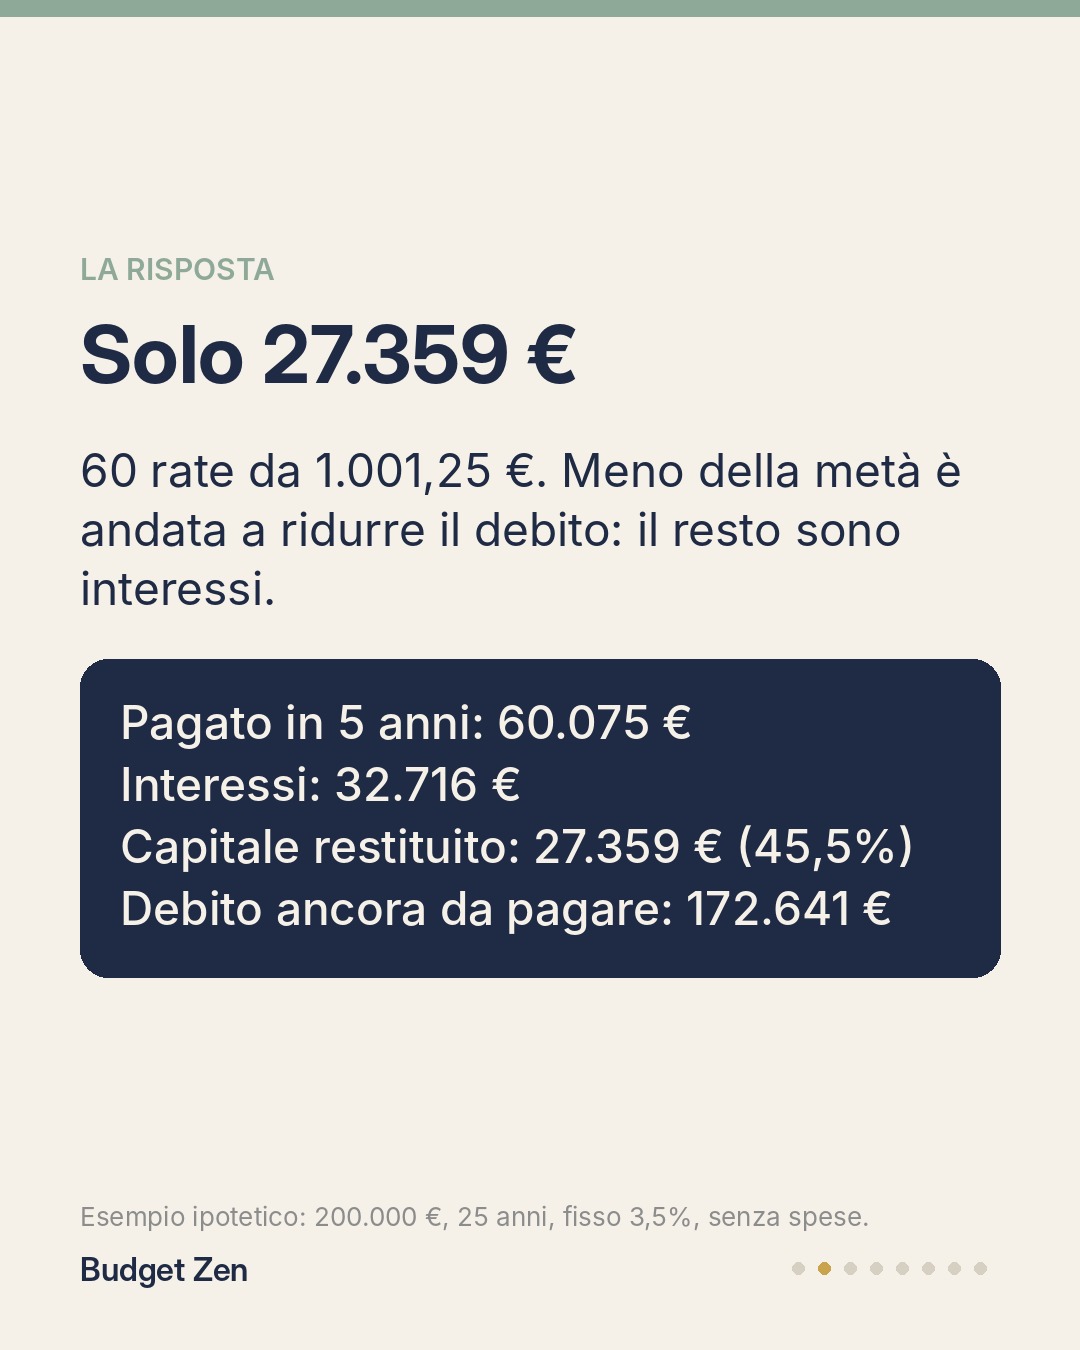 LA RISPOSTA
Solo 27.359 €
60 rate da 1.001,25 €. Meno della metà è
andata a ridurre il debito: il resto sono
interessi.
Pagato in 5 anni: 60.075 €
Interessi: 32.716 €
Capitale restituito: 27.359 € (45,5%)
Debito ancora da pagare: 172.641 €
Esempio ipotetico: 200.000 €, 25 anni, fisso 3,5%, senza spese.
Budget Zen